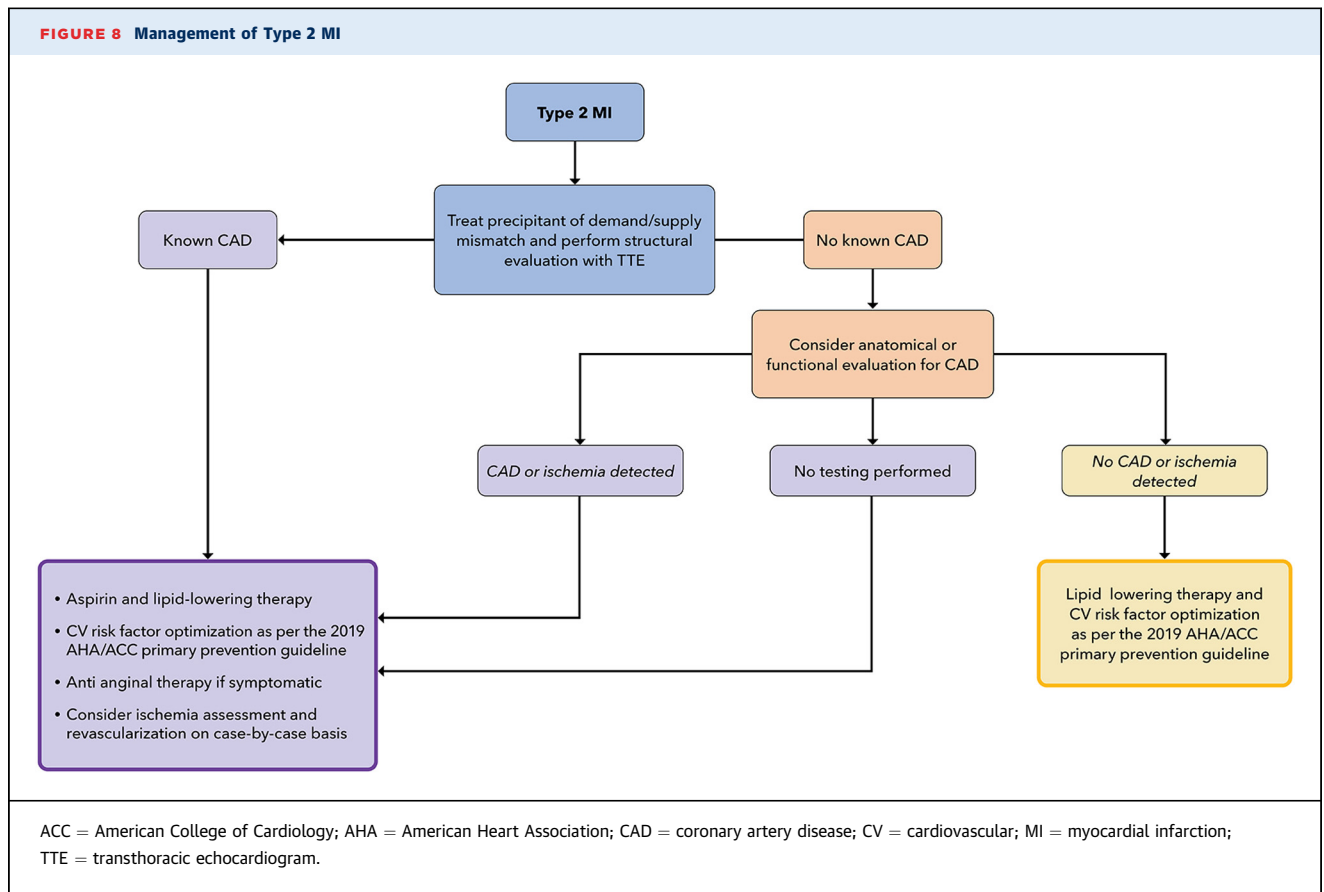 FIGURE 8 Management of Type 2 MI
Type 2 MI
Treat precipitant of demand/supply
mismatch and perform structural
evaluation with TTE
Known CAD
No known CAD
Consider anatomical or
functional evaluation for CAD
CAD or ischemia detected
No testing performed
No CAD or ischemia
detected
• Aspirin and lipid-lowering therapy
• CV risk factor optimization as per the 2019
AHA/ACC primary prevention guideline
• Anti anginal therapy if symptomatic
• Consider ischemia assessment and
revascularization on case-by-case basis
Lipid lowering therapy and
CV risk factor optimization
as per the 2019 AHA/ACC
primary prevention guideline
ACC = American College of Cardiology; AHA = American Heart Association; CAD = coronary artery disease; CV = cardiovascular; MI = myocardial infarction;
TTE = transthoracic echocardiogram.